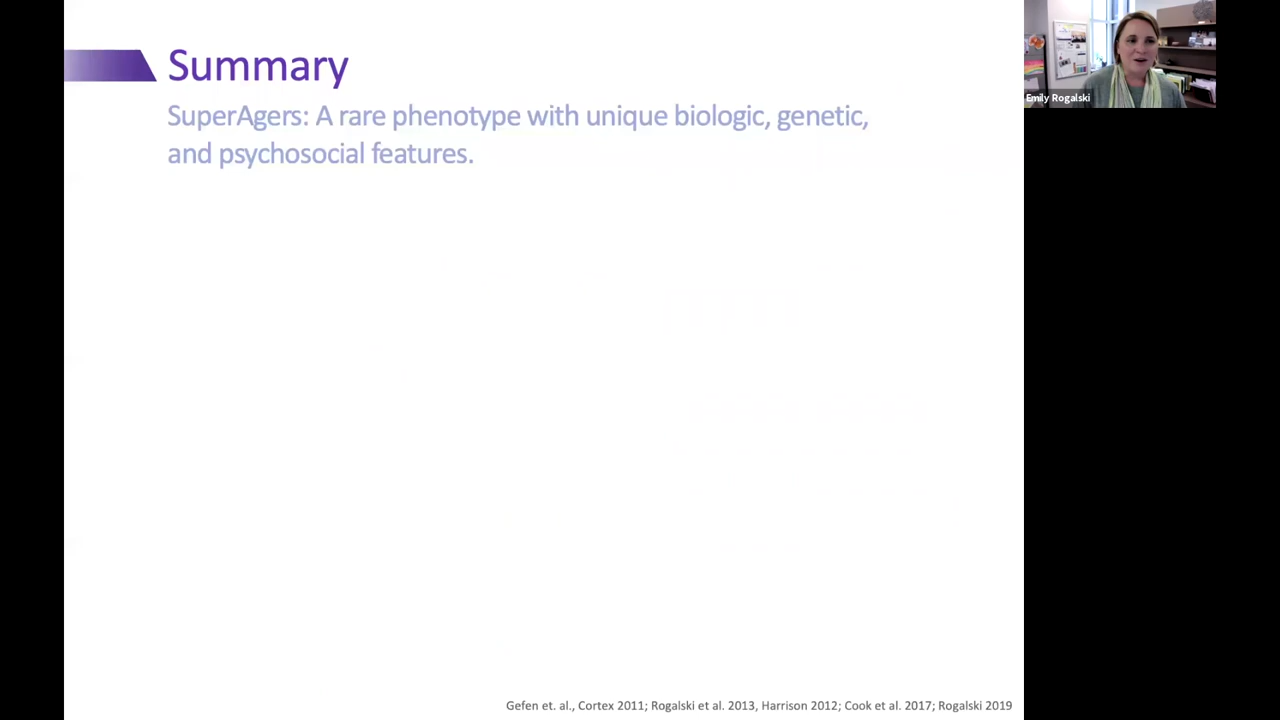 Summary
SuperAgers: A rare phenotype with unique biologic, genetic,
and psychosocial features.
Emily Rogalski
Gefen et. al., Cortex 2011; Rogalski et al. 2013, Harrison 2012; Cook et al. 2017; Rogalski 2019